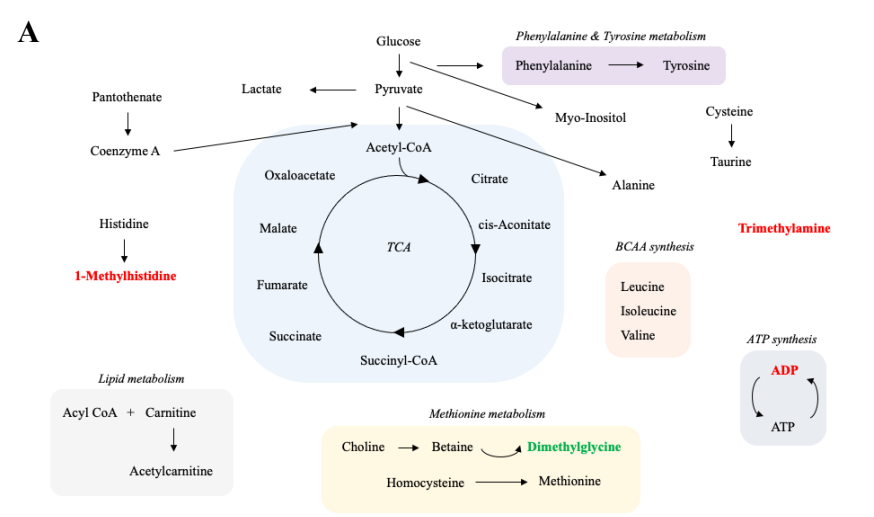 A
Glucose
Phenylalanine & Tyrosine metabolism
Phenylalanine
Tyrosine
Lactate
Pyruvate
Pantothenate
Myo-Inositol
Cysteine
Coenzyme A
Acetyl-CoA
Taurine
Oxaloacetate
Citrate
Alanine
Histidine
Malate
cis-Aconitate
Trimethylamine
TCA
BCAA synthesis
1-Methylhistidine
Fumarate
Isocitrate
Leucine
Isoleucine
Valine
Succinate
α-ketoglutarate
ATP synthesis
Succinyl-CoA
ADP
ATP
Lipid metabolism
Acyl CoA + Carnitine
Acetylcarnitine
Methionine metabolism
Choline
Betaine
Dimethylglycine
Homocysteine
Methionine